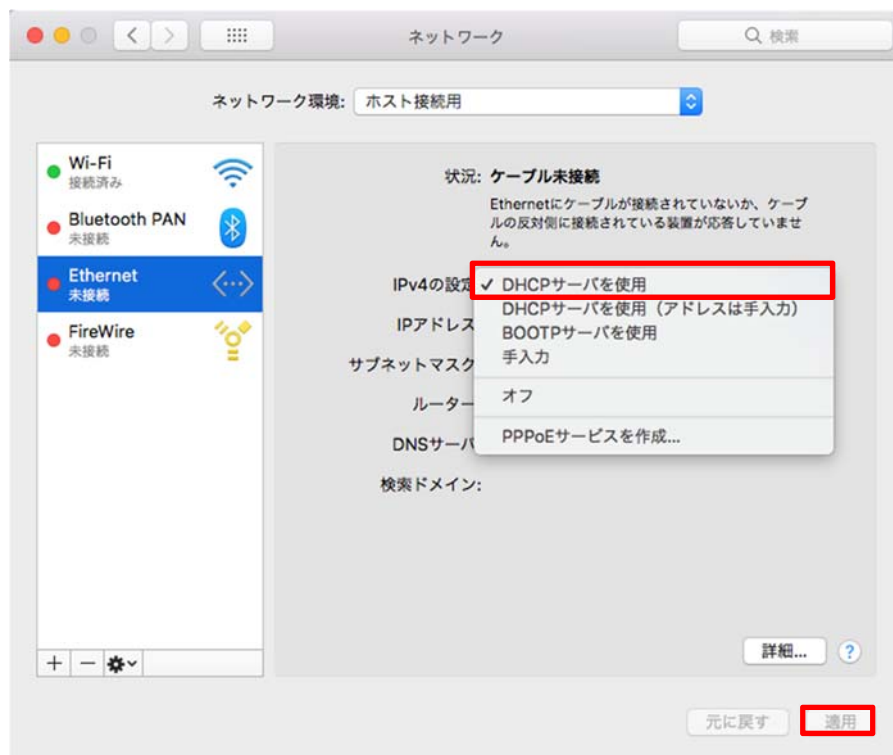 ネットワーク
検索
ネットワーク環境: ホスト接続用
Wi-Fi
接続済み
Bluetooth PAN
未接続
Ethernet
未接続
FireWire
未接続
状況: ケーブル未接続
Ethernetにケーブルが接続されていないか、ケーブ
ルの反対側に接続されている装置が応答していませ
ん。
IPv4の設定 ✓ DHCPサーバを使用
DHCPサーバを使用（アドレスは手入力）
BOOTPサーバを使用
手入力
オフ
PPPoEサービスを作成...
IPアドレス
サブネットマスク
ルーター
DNSサーバ
検索ドメイン:
詳細... ?
元に戻す 適用